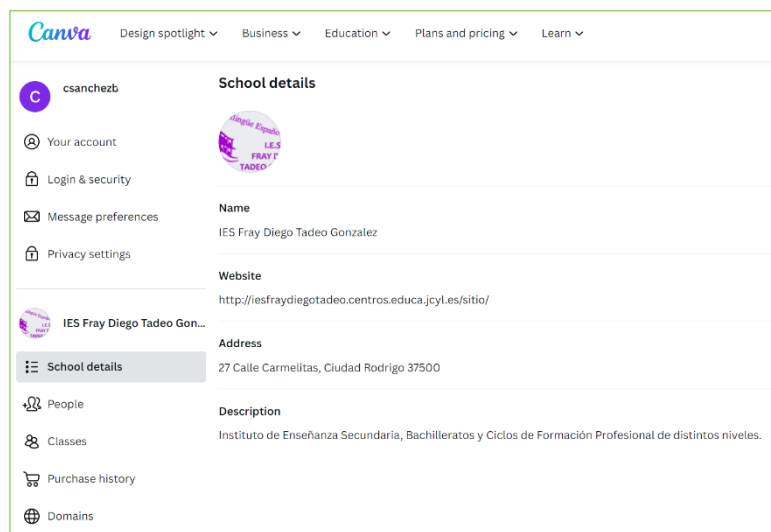 Canva
Design spotlight
Business
Education
Plans and pricing
Learn
C
csanchezb
Your account
Login & security
Message preferences
Privacy settings
IES Fray Diego Tadeo Gon...
School details
People
Classes
Purchase history
Domains
School details
ilingüe Españo
I.E.S
FRAY
TADEO
Name
IES Fray Diego Tadeo Gonzalez
Website
http://iesfraydiegotadeo.centros.educa.jcyl.es/sitio/
Address
27 Calle Carmelitas, Ciudad Rodrigo 37500
Description
Instituto de Enseñanza Secundaria, Bachilleratos y Ciclos de Formación Profesional de distintos niveles.